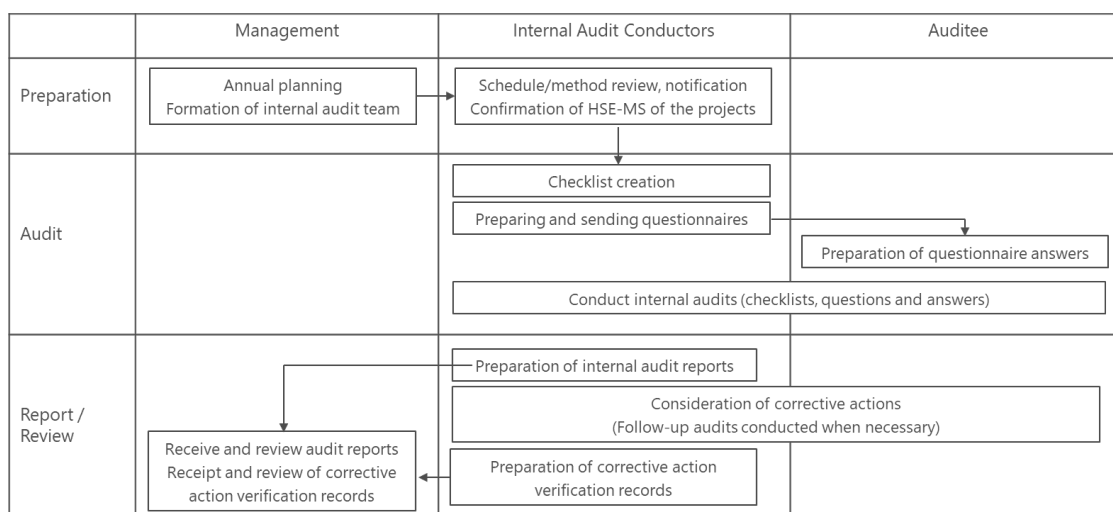 Management
Internal Audit Conductors
Auditee
Preparation
Annual planning
Formation of internal audit team
Schedule/method review, notification
Confirmation of HSE-MS of the projects
Audit
Checklist creation
Preparing and sending questionnaires
Preparation of questionnaire answers
Conduct internal audits (checklists, questions and answers)
Report /
Review
Preparation of internal audit reports
Consideration of corrective actions
(Follow-up audits conducted when necessary)
Receive and review audit reports
Receipt and review of corrective
action verification records
Preparation of corrective action
verification records